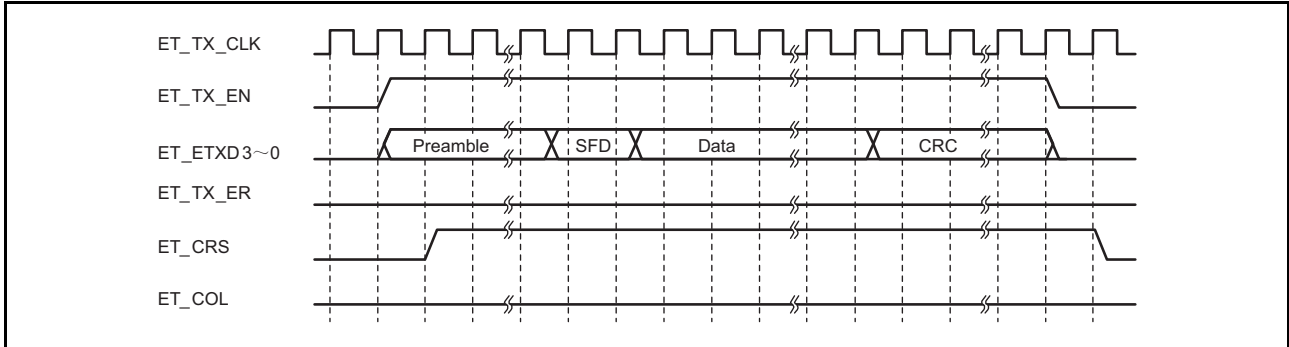 ET_TX_CLK
ET_TX_EN
ET_ETXD3～0 Preamble SFD Data CRC
ET_TX_ER
ET_CRS
ET_COL